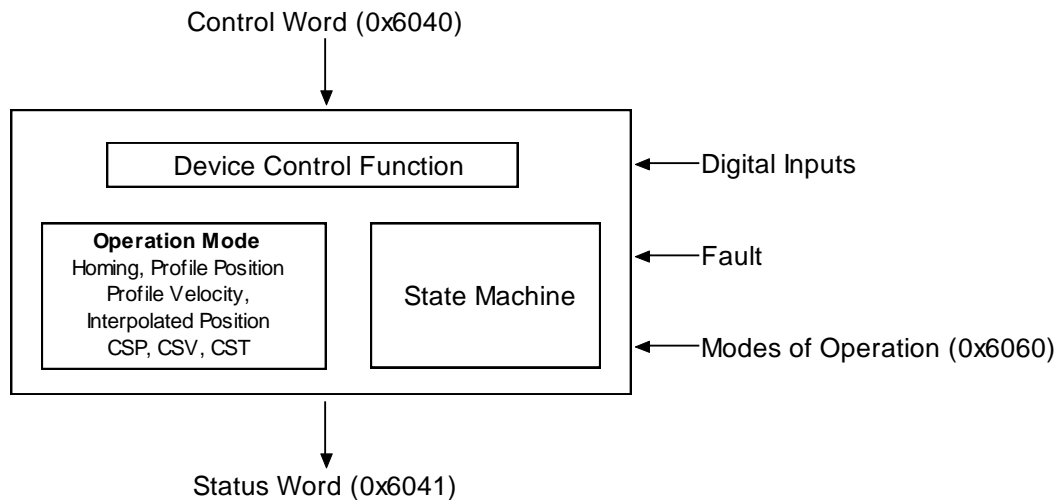 Control Word (0x6040)
Device Control Function
Digital Inputs
Operation Mode
Homing, Profile Position
Profile Velocity,
Interpolated Position
CSP, CSV, CST
State Machine
Fault
Modes of Operation (0x6060)
Status Word (0x6041)